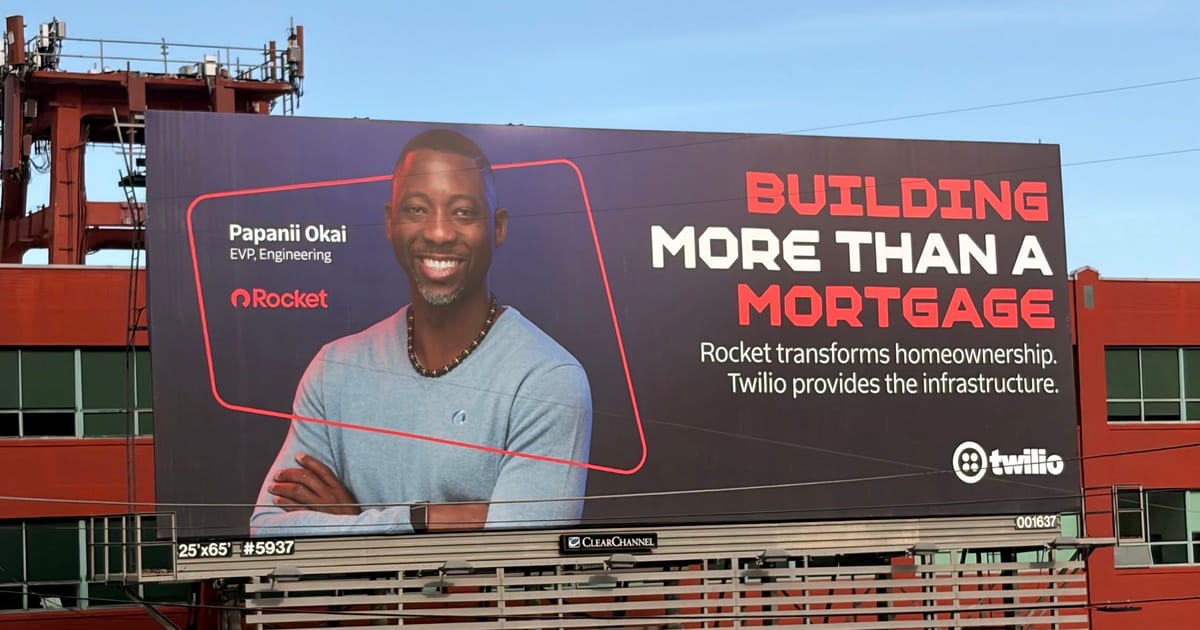 Papanii Okai
EVP, Engineering
Rocket
BUILDING
MORE THAN A
MORTGAGE
Rocket transforms homeownership.
Twilio provides the infrastructure.
twilio
25'x65' #5937
CLEARCHANNEL
001637